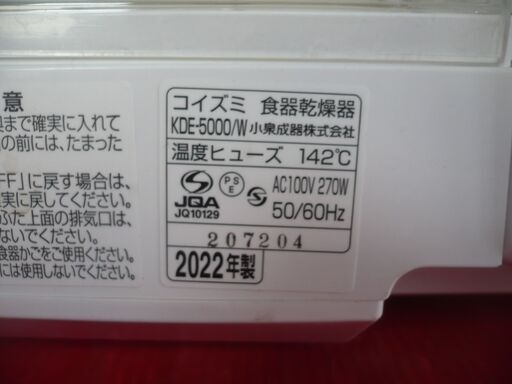 意
奥まで確実に入れて
の前には、たまった
FF」に戻す場合は、
実に戻してください。
ふた上面の排気口は、
ないでください。
食器かごをご使用ください。
には使用しないでください。
コイズミ 食器乾燥器
KDE-5000/W 小泉成器株式会社
温度ヒューズ 142℃
JQA
JQ10129
PS
E
S
AC100V 270W
50/60Hz
207204
2022年製